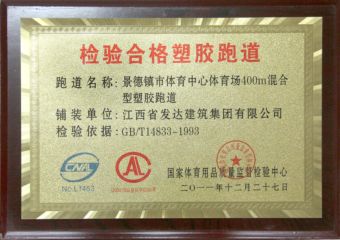 检验合格塑胶跑道
跑道名称:景德镇市体育中心体育场400m混合
型塑胶跑道
铺装单位:江西省发达建筑集团有限公司
检验依据:GB/T14833-1993
No.L1463
国家体育用品质量监督检验中心
二〇一一年十二月二十七日